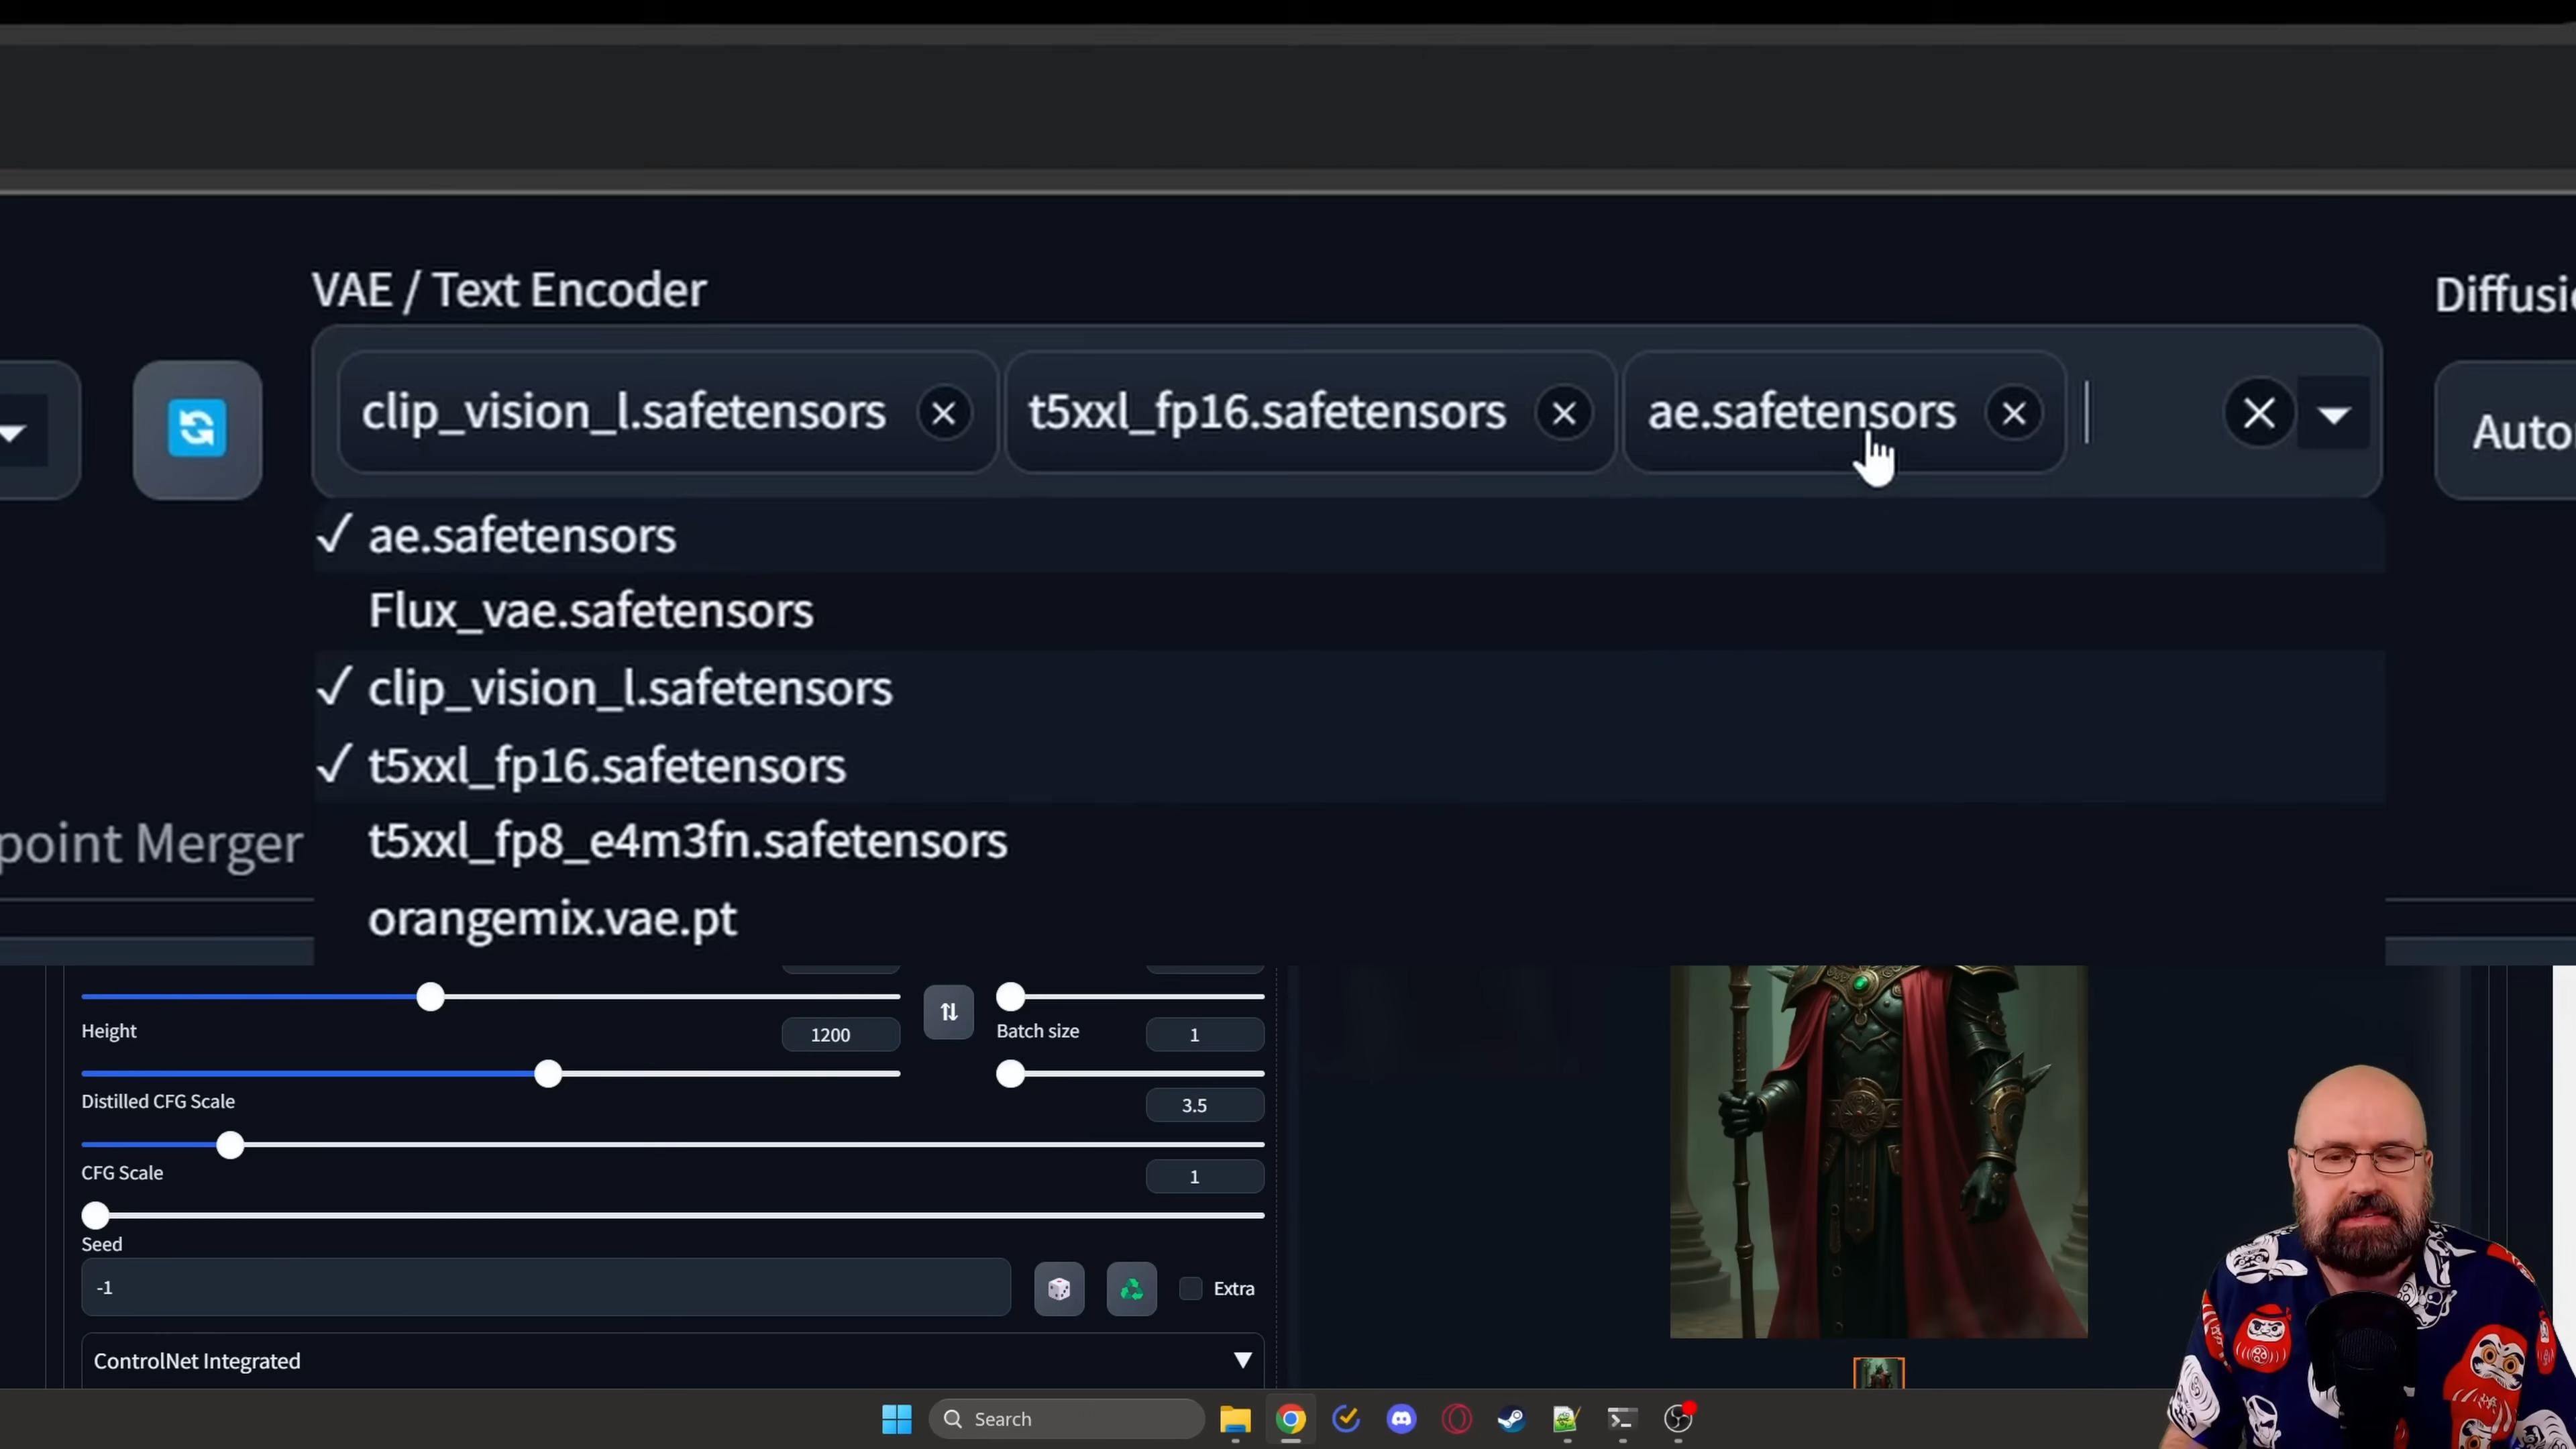 VAE / Text Encoder
Diffusi
clip_vision_l.safetensors t5xxl_fp16.safetensors ae.safetensors
Auto
ae.safetensors
Flux_vae.safetensors
clip_vision_l.safetensors
t5xxl_fp16.safetensors
t5xxl_fp8_e4m3fn.safetensors
point Merger
orangemix.vae.pt
Height 1200
Batch size 1
Distilled CFG Scale 3.5
CFG Scale 1
Seed
-1
Extra
ControlNet Integrated
Search